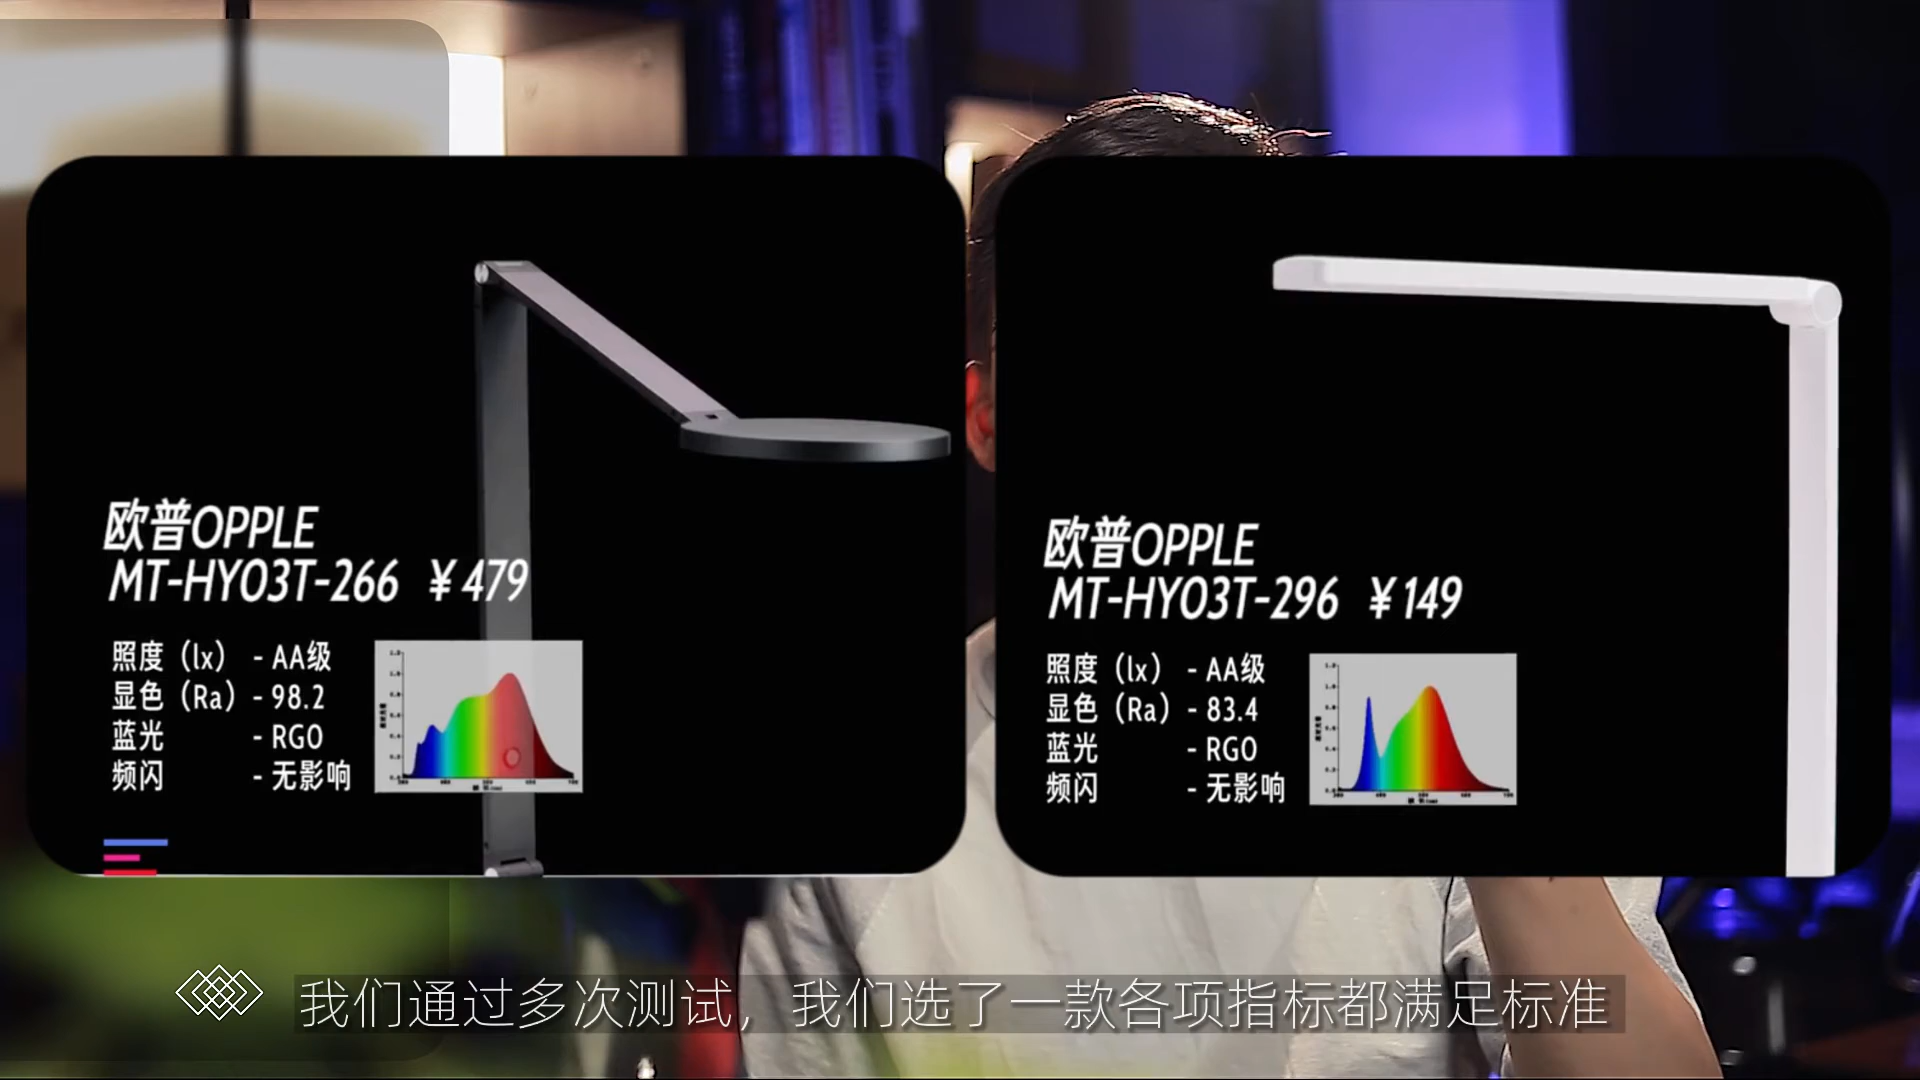 欧普OPPLE
MT-HY03T-266 ¥479
照度（lx） - AA级
显色（Ra） - 98.2
蓝光 - RG0
频闪 - 无影响
欧普OPPLE
MT-HY03T-296 ¥149
照度（lx） - AA级
显色（Ra） - 83.4
蓝光 - RG0
频闪 - 无影响
我们通过多次测试，我们选了一款各项指标都满足标准